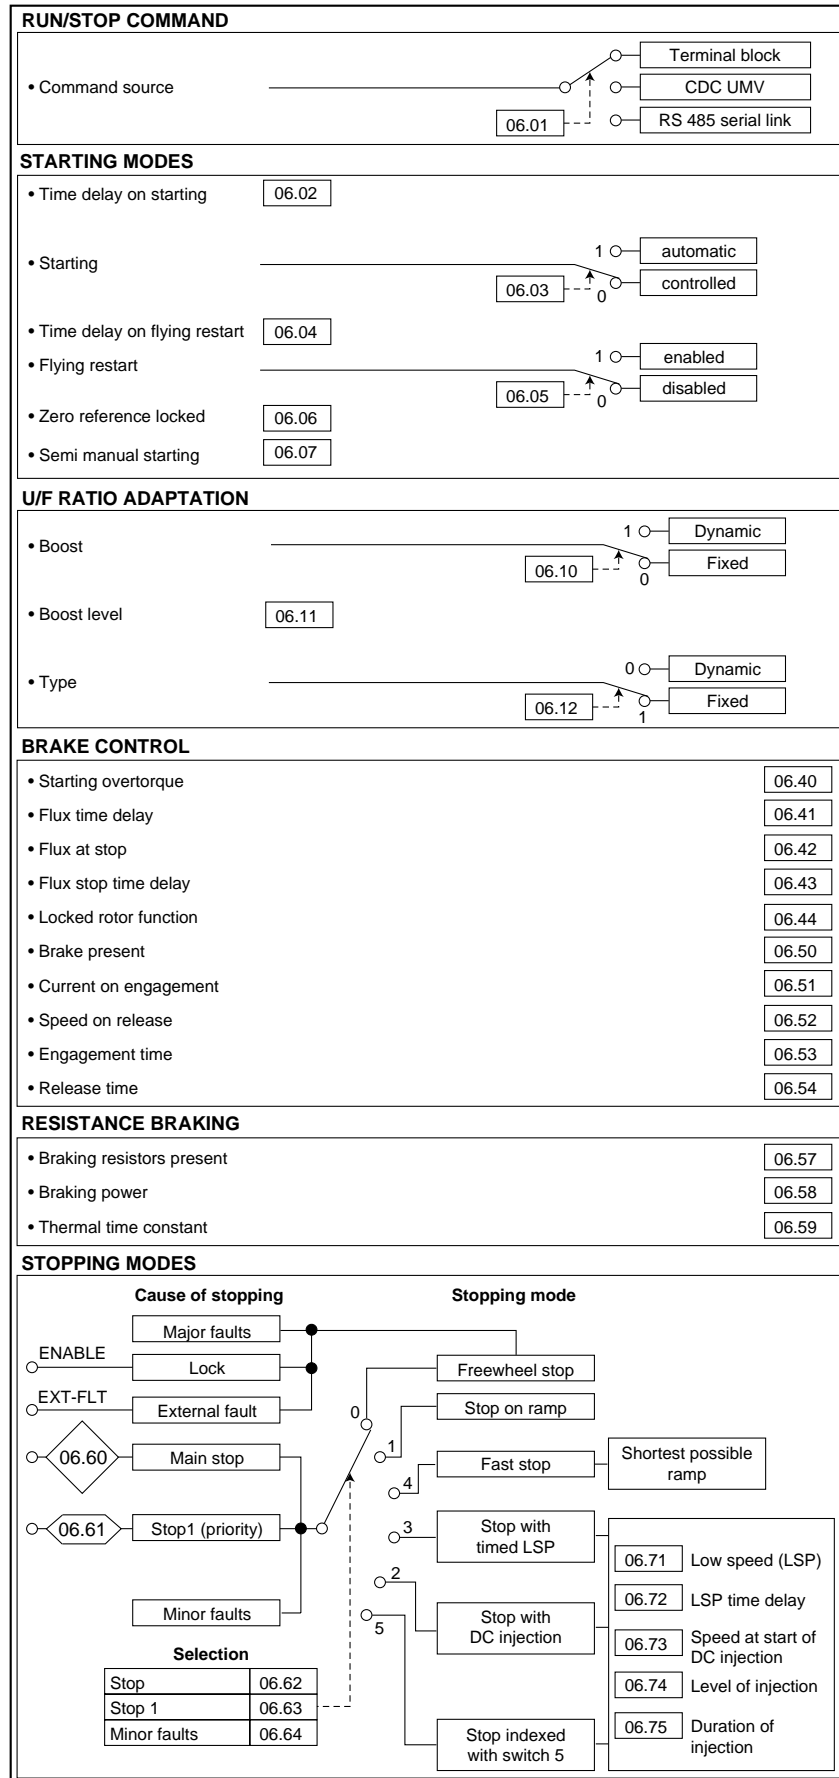 RUN/STOP COMMAND
Terminal block
• Command source
CDC UMV
06.01
RS 485 serial link
STARTING MODES
• Time delay on starting 06.02
1 automatic
• Starting
06.03 0 controlled
• Time delay on flying restart 06.04
• Flying restart 1 enabled
06.05 0 disabled
• Zero reference locked 06.06
• Semi manual starting 06.07
U/F RATIO ADAPTATION
1 Dynamic
• Boost
06.10 0 Fixed
• Boost level 06.11
0 Dynamic
• Type
06.12 1 Fixed
BRAKE CONTROL
• Starting overtorque 06.40
• Flux time delay 06.41
• Flux at stop 06.42
• Flux stop time delay 06.43
• Locked rotor function 06.44
• Brake present 06.50
• Current on engagement 06.51
• Speed on release 06.52
• Engagement time 06.53
• Release time 06.54
RESISTANCE BRAKING
• Braking resistors present 06.57
• Braking power 06.58
• Thermal time constant 06.59
STOPPING MODES
Cause of stopping Stopping mode
Major faults
ENABLE
Lock
Freewheel stop
EXT-FLT
External fault
0
Stop on ramp
1
06.60
Main stop
4
Fast stop
Shortest possible
ramp
06.61
Stop1 (priority)
3
Stop with
timed LSP
06.71 Low speed (LSP)
2
06.72 LSP time delay
Minor faults
5
Stop with
DC injection
06.73 Speed at start of
DC injection
Selection
Stop 06.62
Stop 1 06.63
Minor faults 06.64
06.74 Level of injection
Stop indexed
with switch 5
06.75 Duration of
injection